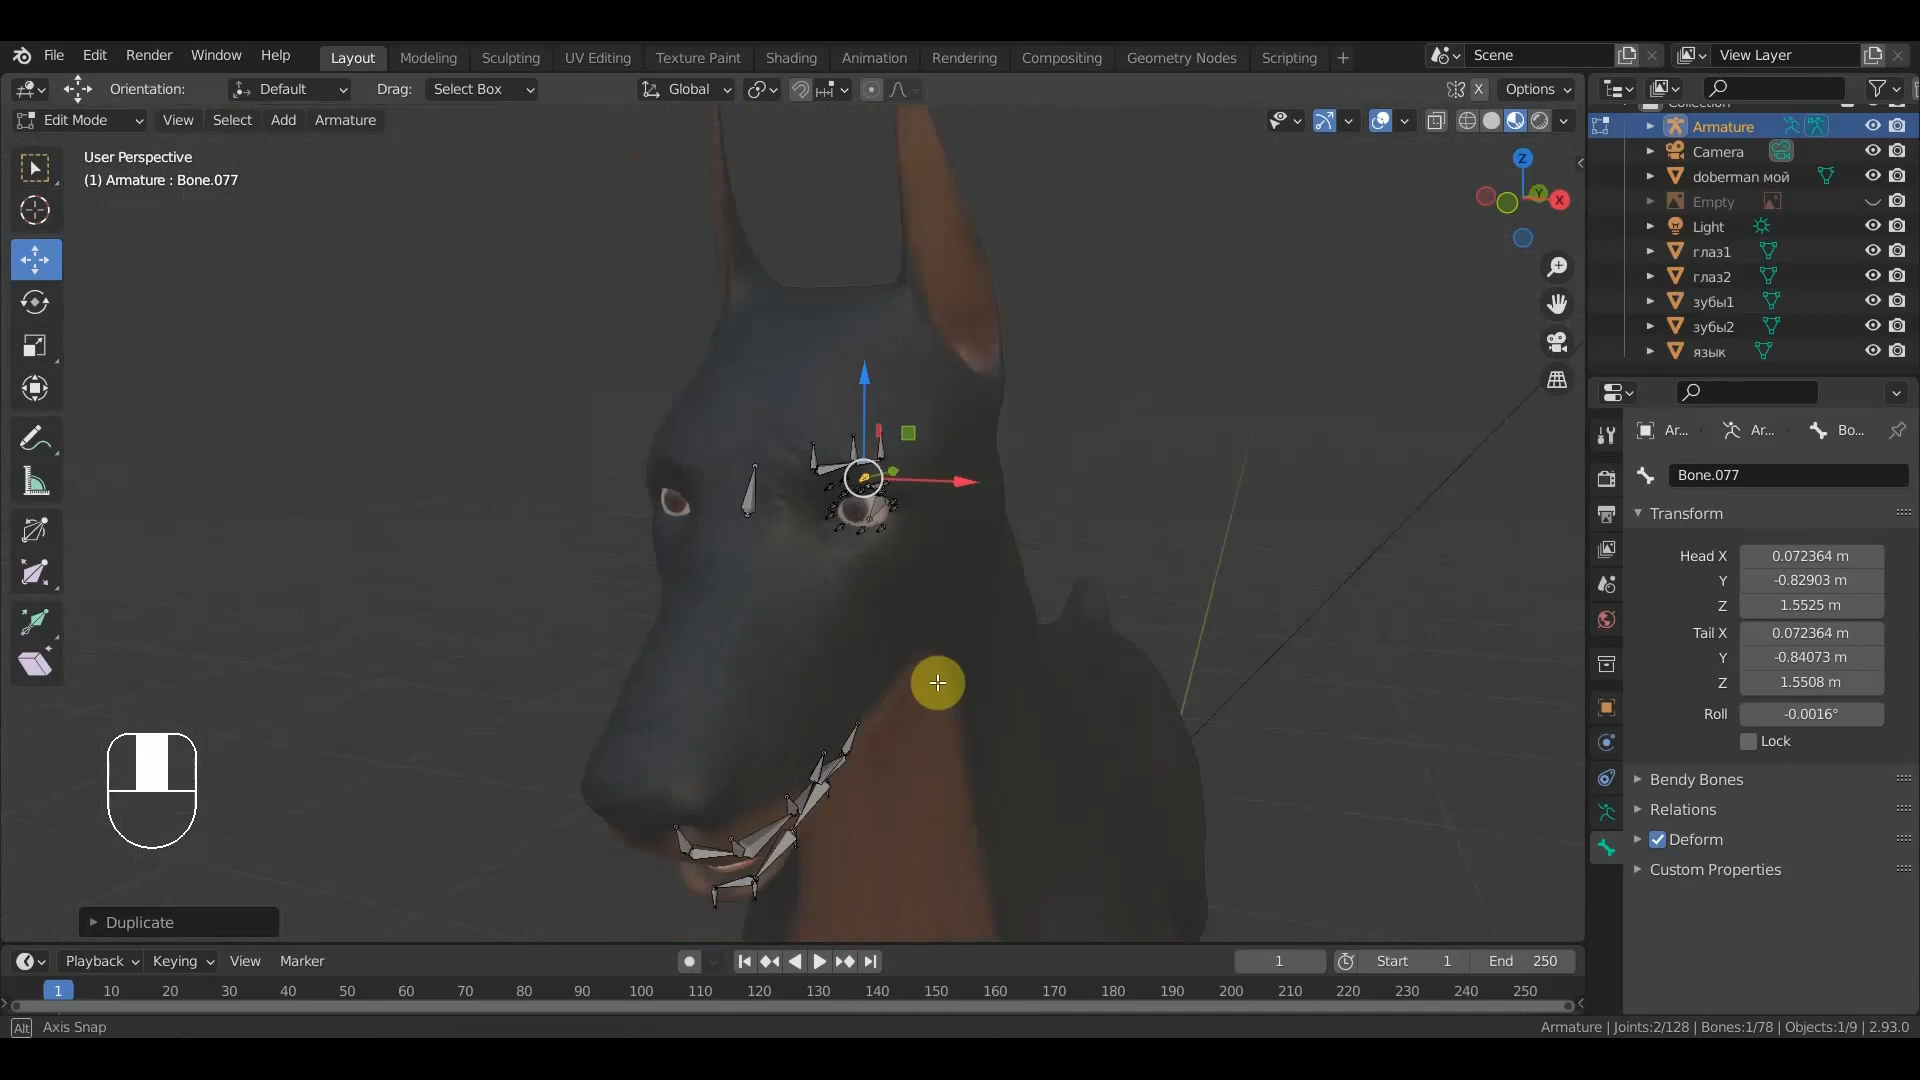 File Edit Render Window Help Layout Modeling Sculpting UV Editing Texture Paint Shading Animation Rendering Compositing Geometry Nodes Scripting + Scene View Layer
Orientation: Default Drag: Select Box Global X Options
Edit Mode View Select Add Armature
User Perspective
(1) Armature : Bone.077
Z
Y
X
Armature
Camera
doberman мой
Empty
Light
глаз1
глаз2
зубы1
зубы2
язык
Ar... Ar... Bo...
Bone.077
Transform
Head X 0.072364 m
Y -0.82903 m
Z 1.5525 m
Tail X 0.072364 m
Y -0.84073 m
Z 1.5508 m
Roll -0.0016°
Lock
Bendy Bones
Relations
Deform
Custom Properties
Duplicate
Playback Keying View Marker 1 Start 1 End 250
1 10 20 30 40 50 60 70 80 90 100 110 120 130 140 150 160 170 180 190 200 210 220 230 240 250
Alt Axis Snap Armature | Joints:2/128 | Bones:1/78 | Objects:1/9 | 2.93.0